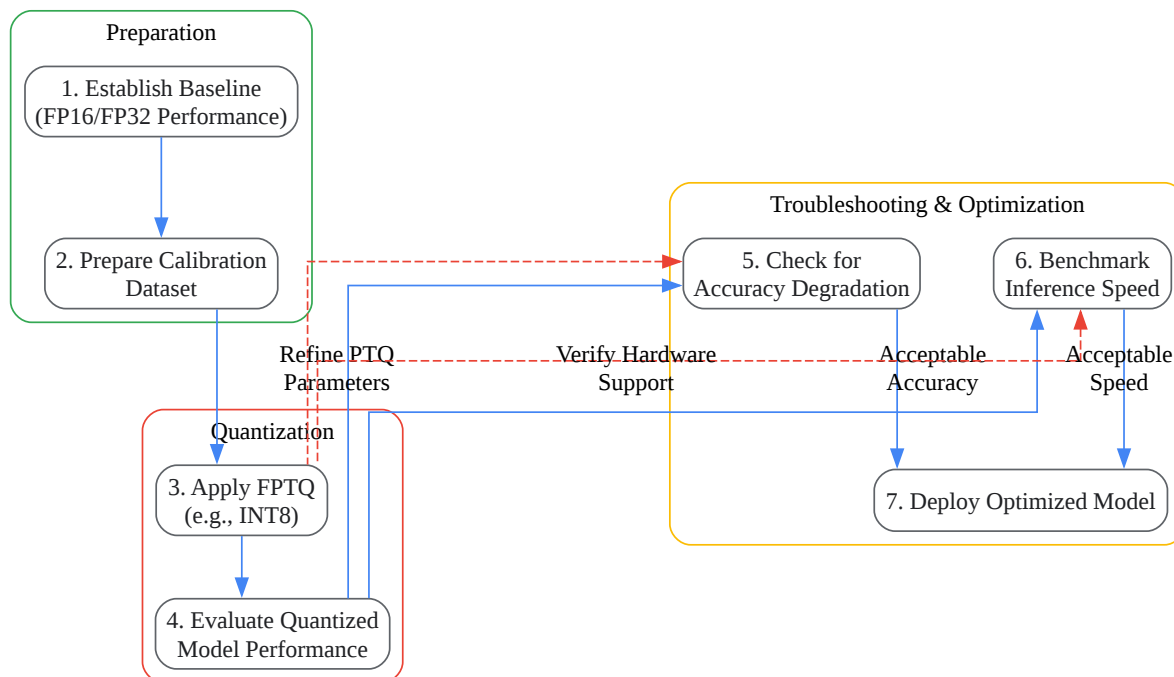 Preparation
1. Establish Baseline
(FP16/FP32 Performance)
2. Prepare Calibration
Dataset
Troubleshooting & Optimization
5. Check for
Accuracy Degradation
6. Benchmark
Inference Speed
Refine PTQ
Parameters
Verify Hardware
Support
Acceptable
Accuracy
Acceptable
Speed
Quantization
3. Apply FPTQ
(e.g., INT8)
7. Deploy Optimized Model
4. Evaluate Quantized
Model Performance